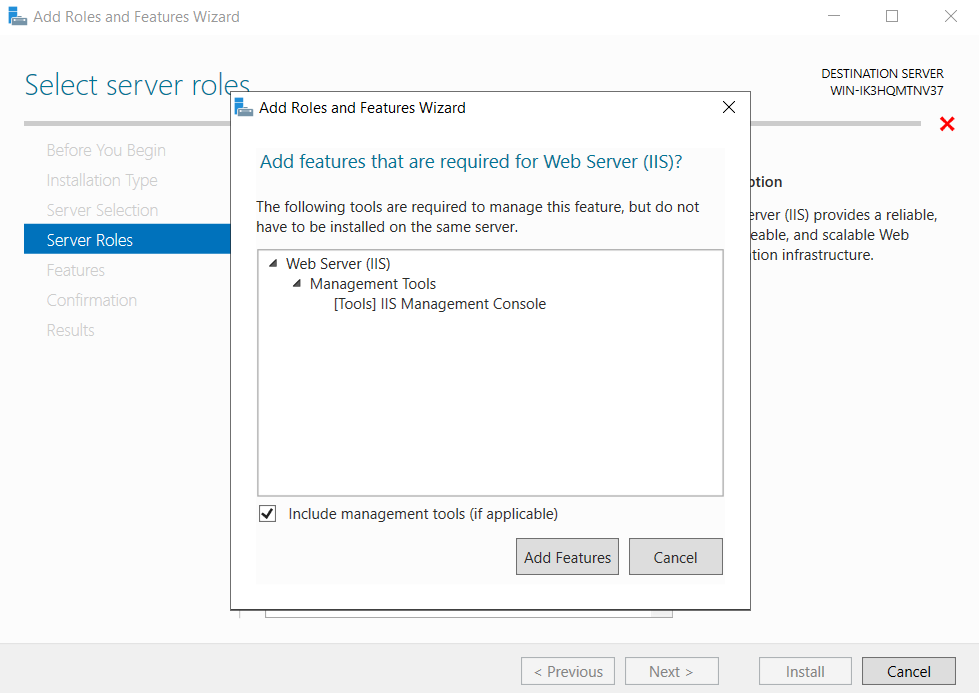 Add Roles and Features Wizard
Select server roles
DESTINATION SERVER
WIN-IK3HQMTNV37
Before You Begin
Installation Type
Server Selection
Server Roles
Features
Confirmation
Results
Add Roles and Features Wizard
Add features that are required for Web Server (IIS)?
The following tools are required to manage this feature, but do not
have to be installed on the same server.
Web Server (IIS)
Management Tools
[Tools] IIS Management Console
Include management tools (if applicable)
Add Features
Cancel
(IIS) provides a reliable,
and scalable Web
infrastructure.
< Previous
Next >
Install
Cancel